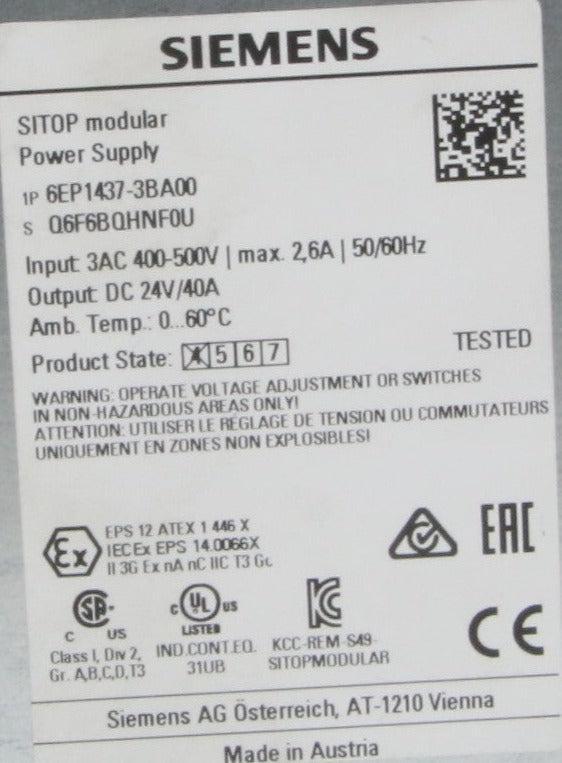 SIEMENS
SITOP modular
Power Supply
1P 6EP1437-3BA00
S Q6F6BQHNF0U
Input: 3AC 400-500V | max. 2,6A | 50/60Hz
Output: DC 24V/40A
Amb. Temp.: 0...60°C
Product State: X 5 6 7
TESTED
WARNING: OPERATE VOLTAGE ADJUSTMENT OR SWITCHES
IN NON-HAZARDOUS AREAS ONLY!
ATTENTION: UTILISER LE RÉGLAGE DE TENSION OU COMMUTATEURS
UNIQUEMENT EN ZONES NON EXPLOSIBLES!
Ex
EPS 12 ATEX 1 446 X
IECEx EPS 14.0066X
II 3G Ex nA nC IIC T3 Gc
EAC
SA
C US
Class I, Div 2,
Gr. A,B,C,D,T3
c UL us
LISTED
IND.CONT.EQ.
31UB
KCC-REM-S49-
SITOPMODULAR
CE
Siemens AG Österreich, AT-1210 Vienna
Made in Austria